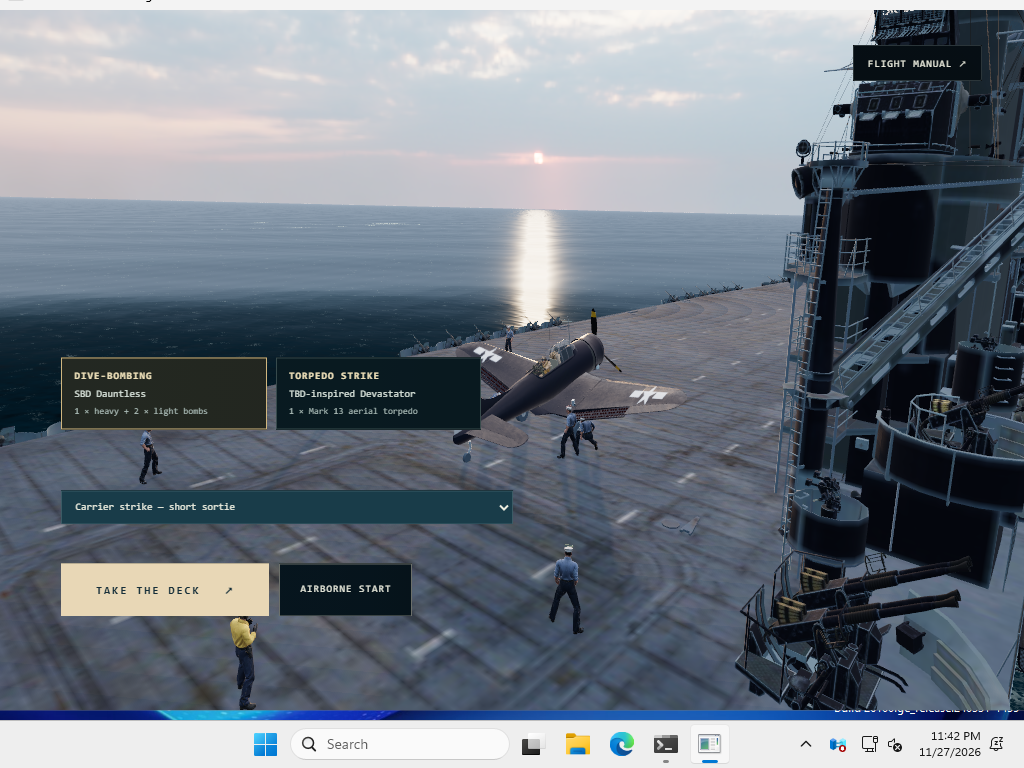 FLIGHT MANUAL ↗
DIVE-BOMBING
SBD Dauntless
1 × heavy + 2 × light bombs
TORPEDO STRIKE
TBD-inspired Devastator
1 × Mark 13 aerial torpedo
Carrier strike — short sortie
TAKE THE DECK ↗
AIRBORNE START
Search
11:42 PM
11/27/2026